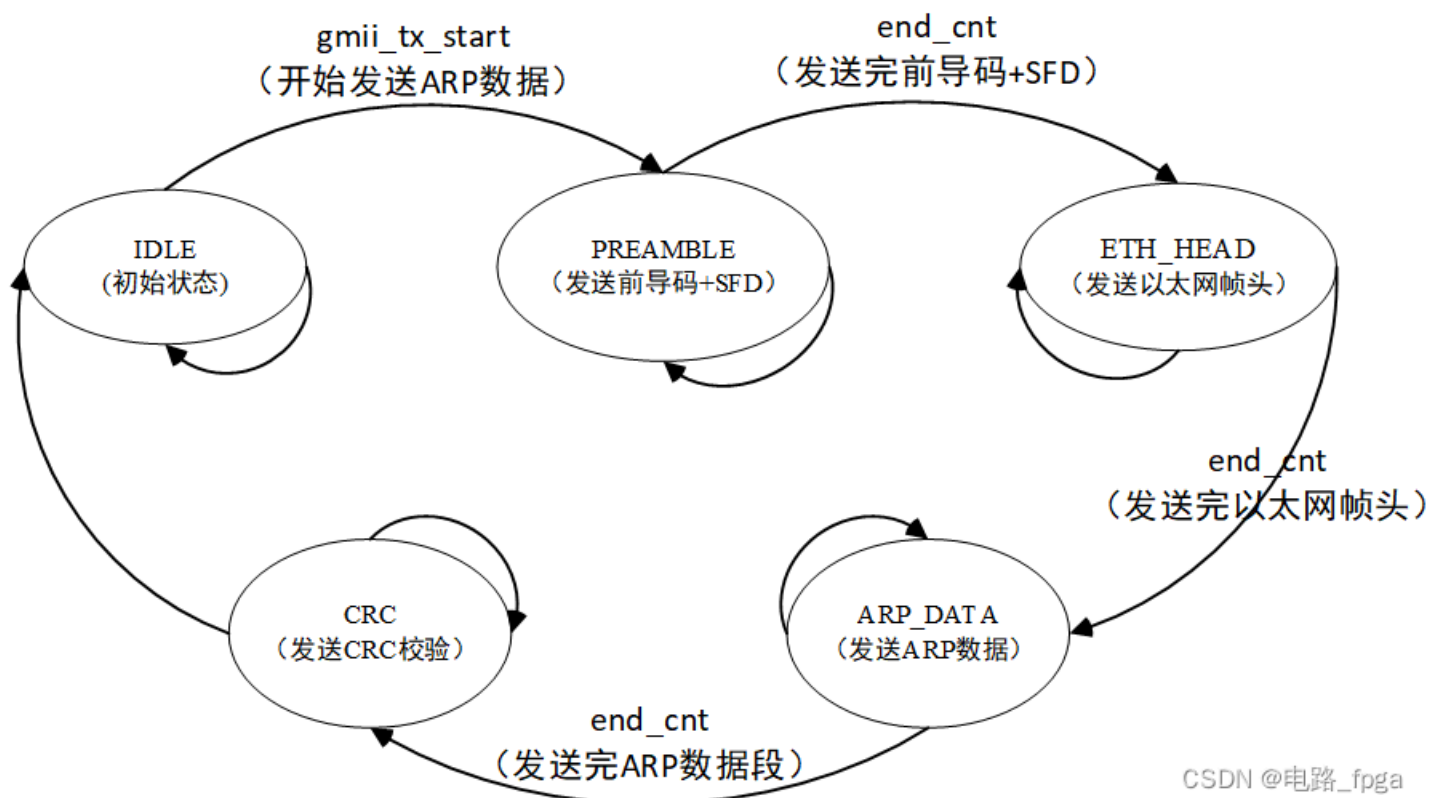 gmii_tx_start
（开始发送ARP数据）
end_cnt
（发送完前导码+SFD）
IDLE
(初始状态)
PREAMBLE
（发送前导码+SFD）
ETH_HEAD
（发送以太网帧头）
end_cnt
（发送完以太网帧头）
CRC
（发送CRC校验）
ARP_DATA
（发送ARP数据）
end_cnt
（发送完ARP数据段）
CSDN @电路_fpga